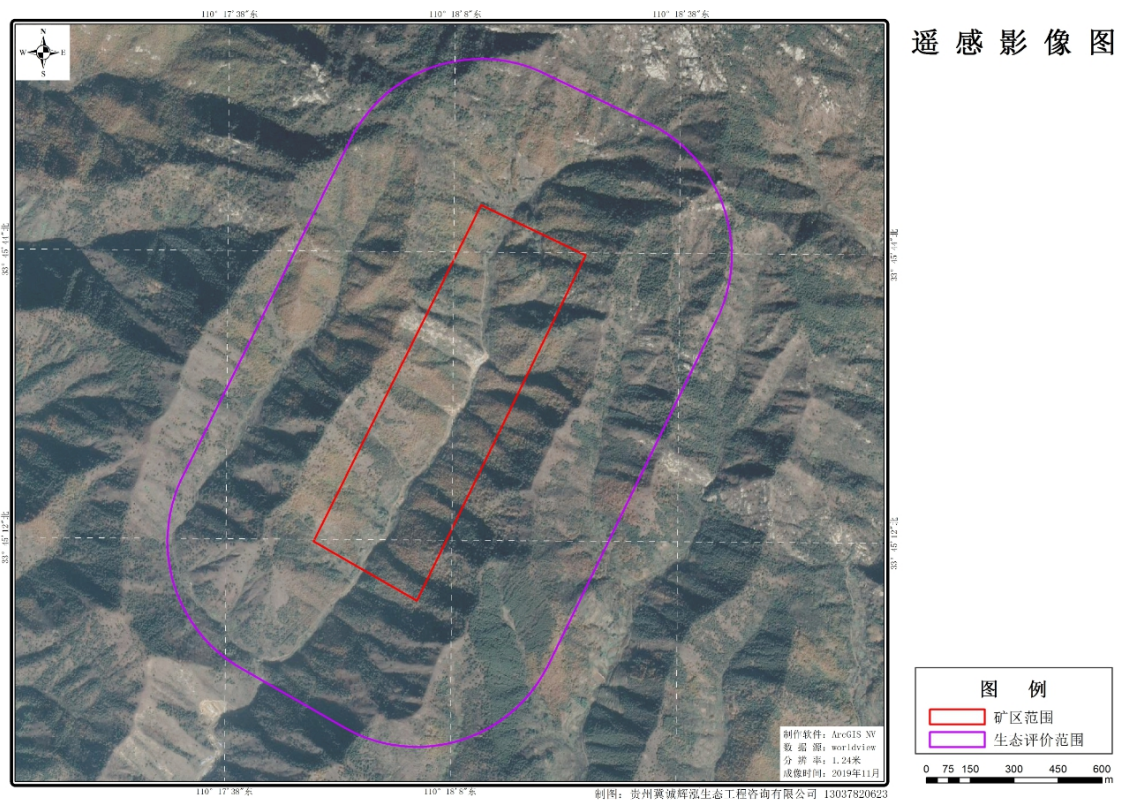 110° 17′38″东
110° 18′8″东
110° 18′38″东
遥感影像图
N
W
E
S
33° 45′44″北
33° 45′44″北
33° 45′12″北
33° 45′12″北
图 例
矿区范围
生态评价范围
制作软件：ArcGIS NV
数 据 源：worldview
分 辨 率：1.24米
成像时间：2019年11月
0 75 150 300 450 600
m
110° 17′38″东
110° 18′8″东
制图：贵州冀诚辉泓生态工程咨询有限公司 13037820623